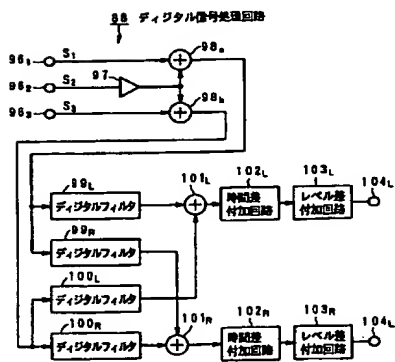 88 ディジタル信号処理回路
96₁ S₁ 98ₐ
96₂ S₂ 97
96₃ S₃ 98b
99L
ディジタルフィルタ
99R
ディジタルフィルタ
100L
ディジタルフィルタ
100R
ディジタルフィルタ
101L
102L
時間差
付加回路
103L
レベル差
付加回路
104L
101R
102R
時間差
付加回路
103R
レベル差
付加回路
104L